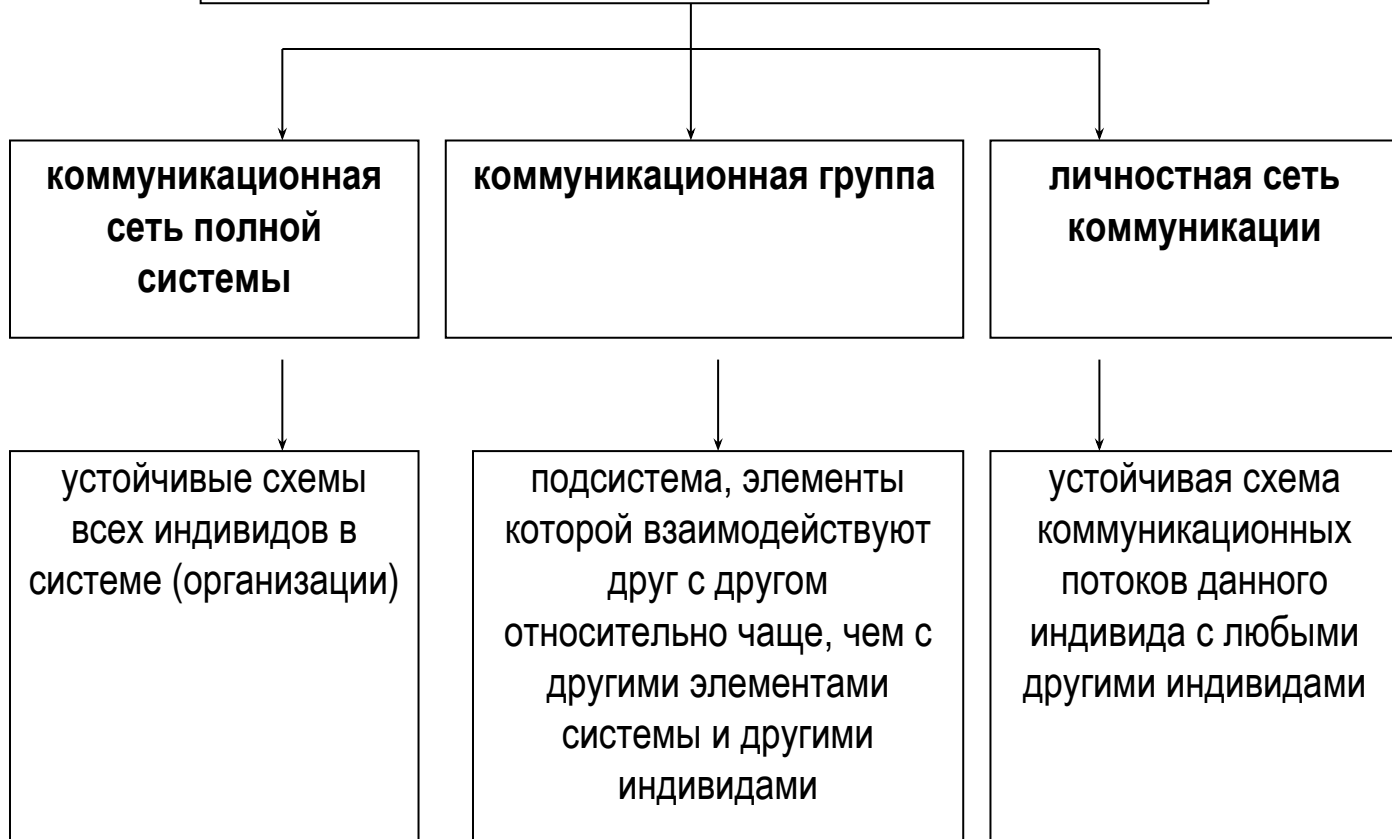 коммуникационная
сеть полной
системы
коммуникационная группа
личностная сеть
коммуникации
устойчивые схемы
всех индивидов в
системе (организации)
подсистема, элементы
которой взаимодействуют
друг с другом
относительно чаще, чем с
другими элементами
системы и другими
индивидами
устойчивая схема
коммуникационных
потоков данного
индивида с любыми
другими индивидами